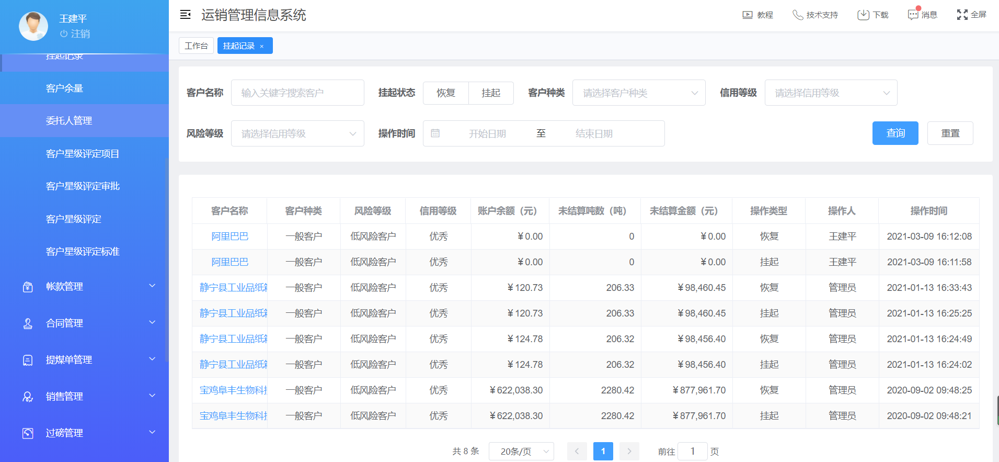 王建平
注销
挂起记录
客户余量
委托人管理
客户星级评定项目
客户星级评定审批
客户星级评定
客户星级评定标准
帐款管理
合同管理
提煤单管理
销售管理
过磅管理
运销管理信息系统
教程 技术支持 下载 消息 全屏
工作台 挂起记录 ×
客户名称 输入关键字搜索客户 挂起状态 恢复 挂起 客户种类 请选择客户种类 信用等级 请选择信用等级
风险等级 请选择信用等级 操作时间 开始日期 至 结束日期 查询 重置
客户名称 客户种类 风险等级 信用等级 账户余额（元） 未结算吨数（吨） 未结算金额（元） 操作类型 操作人 操作时间
阿里巴巴 一般客户 低风险客户 优秀 ¥0.00 0 ¥0.00 恢复 王建平 2021-03-09 16:12:08
阿里巴巴 一般客户 低风险客户 优秀 ¥0.00 0 ¥0.00 挂起 王建平 2021-03-09 16:11:58
静宁县工业品纸箱 一般客户 低风险客户 优秀 ¥120.73 206.33 ¥98,460.45 恢复 管理员 2021-01-13 16:33:43
静宁县工业品纸箱 一般客户 低风险客户 优秀 ¥120.73 206.33 ¥98,460.45 挂起 管理员 2021-01-13 16:25:25
静宁县工业品纸箱 一般客户 低风险客户 优秀 ¥124.78 206.32 ¥98,456.40 恢复 管理员 2021-01-13 16:24:49
静宁县工业品纸箱 一般客户 低风险客户 优秀 ¥124.78 206.32 ¥98,456.40 挂起 管理员 2021-01-13 16:24:02
宝鸡阜丰生物科技 一般客户 低风险客户 优秀 ¥622,038.30 2280.42 ¥877,961.70 恢复 管理员 2020-09-02 09:48:25
宝鸡阜丰生物科技 一般客户 低风险客户 优秀 ¥622,038.30 2280.42 ¥877,961.70 挂起 管理员 2020-09-02 09:48:21
共 8 条 20条/页 1 前往 1 页